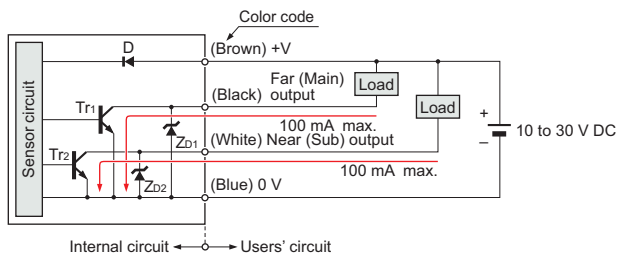 Color code
D
(Brown) +V
Far (Main)
(Black) output
Load
Load
Sensor circuit
Tr1
100 mA max.
ZD1
+
10 to 30 V DC
−
(White) Near (Sub) output
Tr2
100 mA max.
ZD2
(Blue) 0 V
Internal circuit
Users' circuit